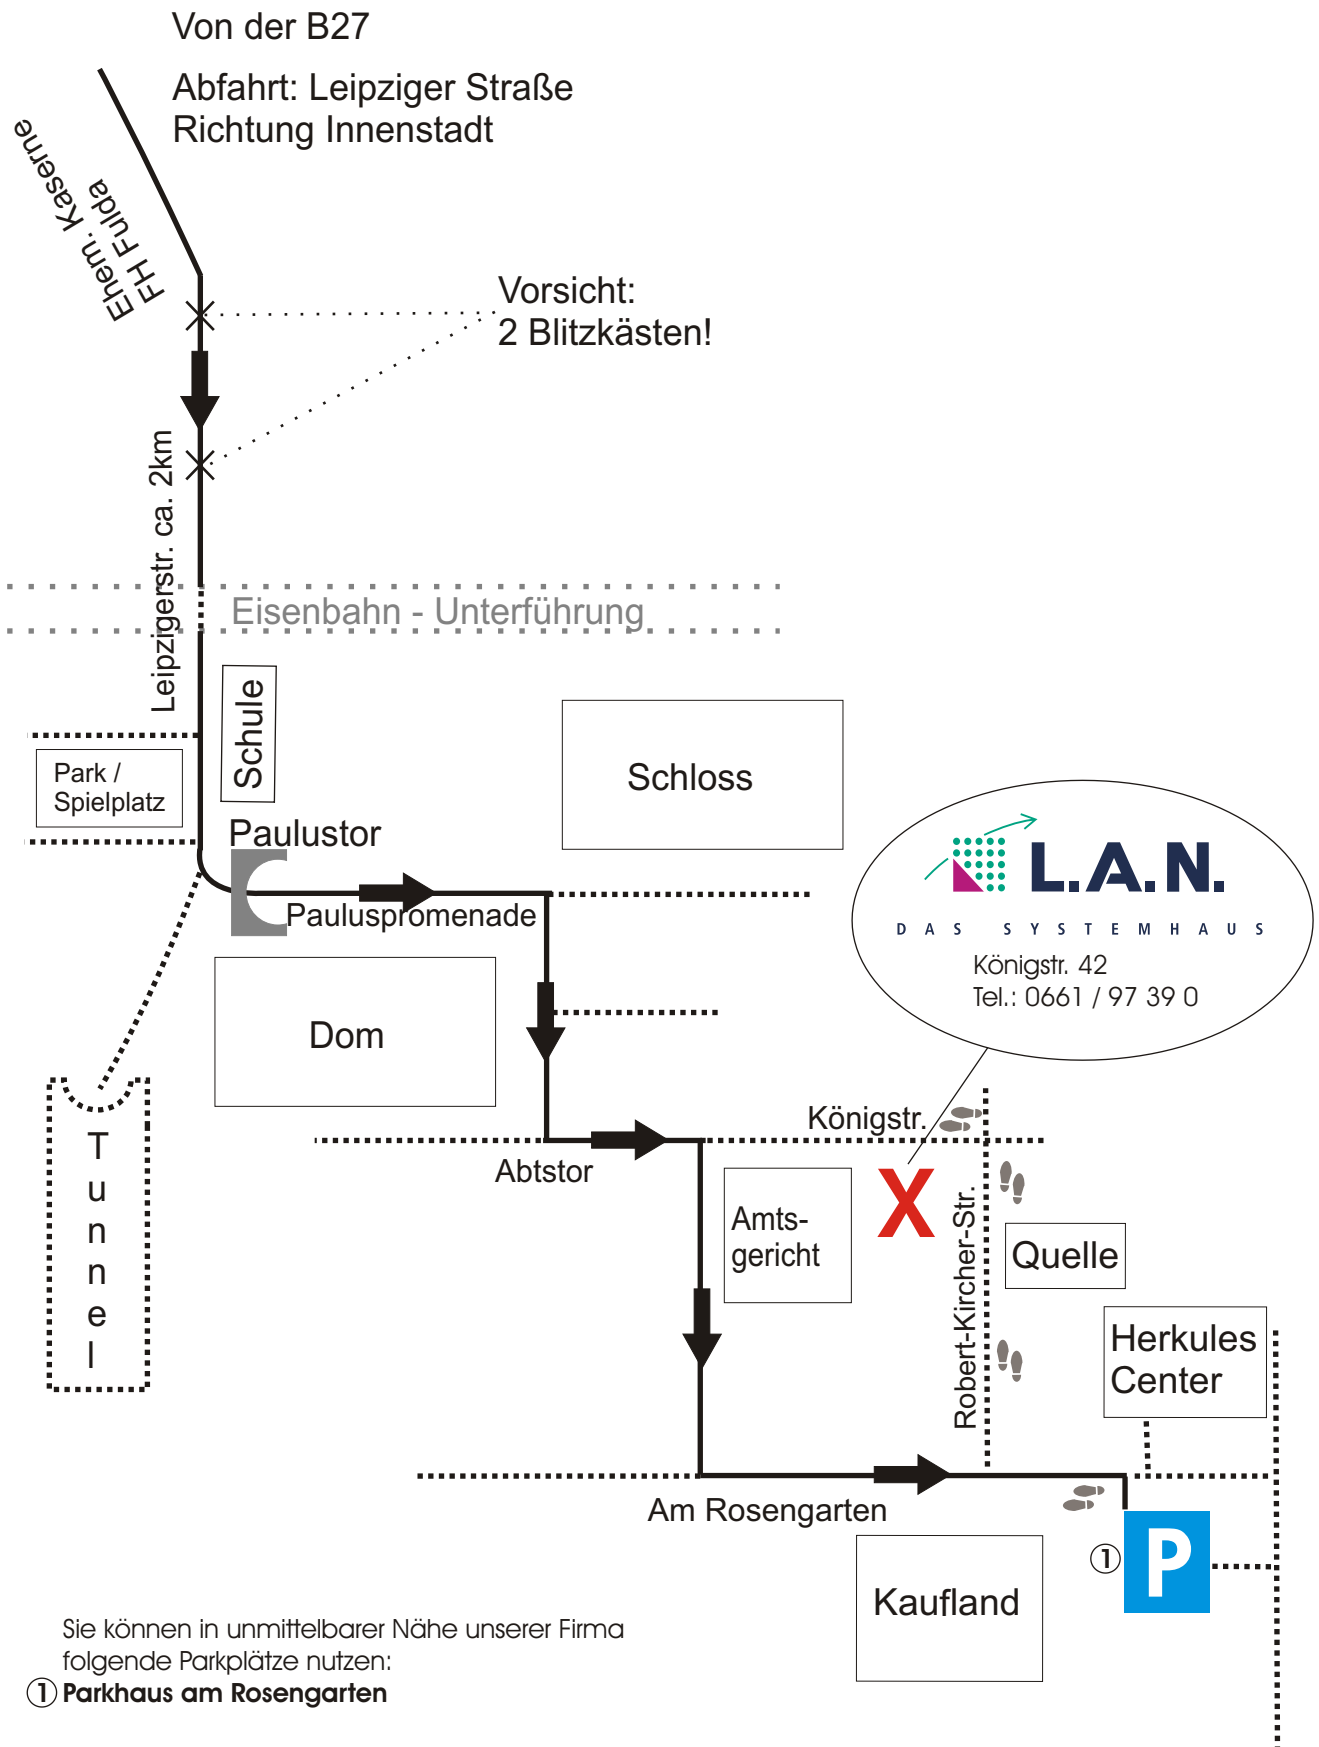 Von der B27
Abfahrt: Leipziger Straße
Richtung Innenstadt
Ehem. Kaserne
FH Fulda
Vorsicht:
2 Blitzkästen!
Leipzigerstr. ca. 2km
Eisenbahn - Unterführung
Schule
Park /
Spielplatz
Schloss
Paulustor
Pauluspromenade
L.A.N.
DAS SYSTEMHAUS
Königstr. 42
Tel.: 0661 / 97 39 0
Dom
Tunnel
Königstr.
Abtstor
X
Amts-
gericht
Robert-Kircher-Str.
Quelle
Herkules
Center
Am Rosengarten
1
P
Kaufland
Sie können in unmittelbarer Nähe unserer Firma
folgende Parkplätze nutzen:
1 Parkhaus am Rosengarten